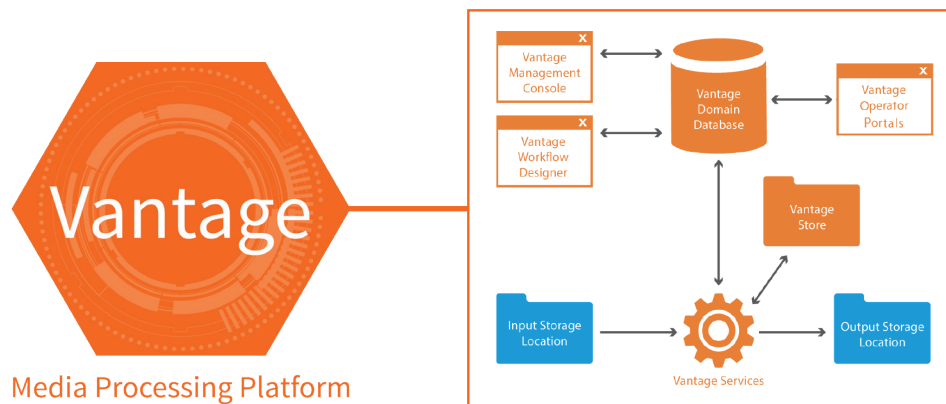 Vantage
Media Processing Platform
X
Vantage
Management
Console
X
Vantage
Workflow
Designer
Vantage
Domain
Database
X
Vantage
Operator
Portals
Vantage
Store
Input Storage
Location
Vantage Services
Output Storage
Location